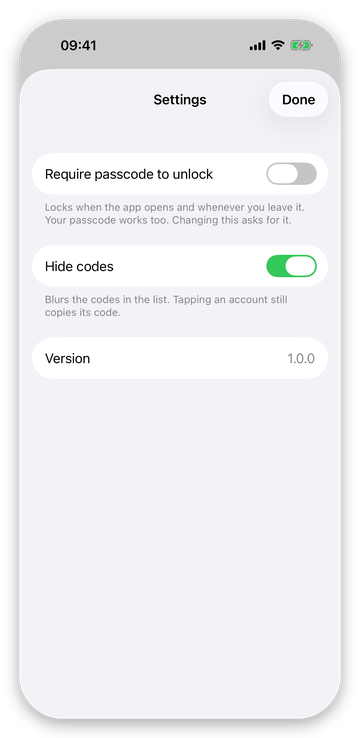 09:41
Settings
Done
Require passcode to unlock
Locks when the app opens and whenever you leave it.
Your passcode works too. Changing this asks for it.
Hide codes
Blurs the codes in the list. Tapping an account still
copies its code.
Version
1.0.0